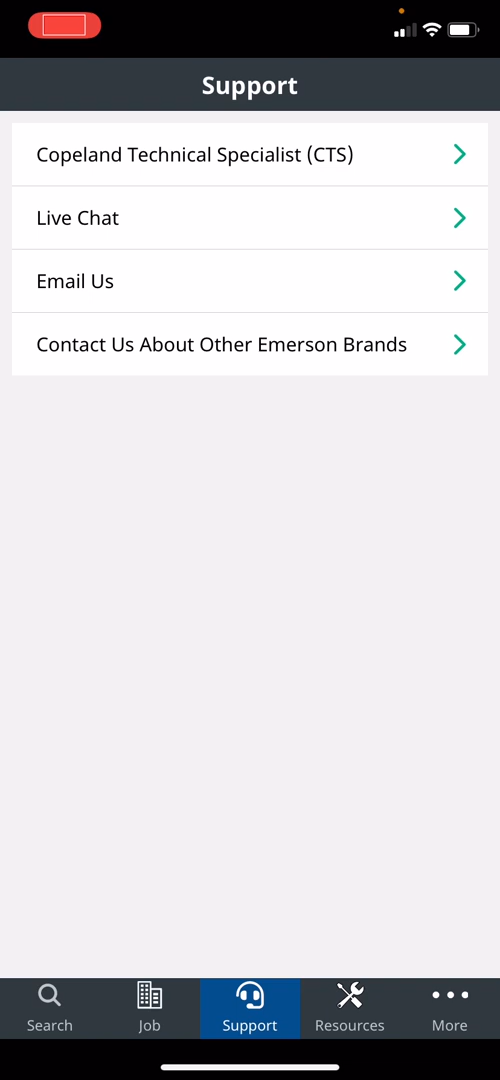 Support
Copeland Technical Specialist (CTS)
Live Chat
Email Us
Contact Us About Other Emerson Brands
Search
Job
Support
Resources
More